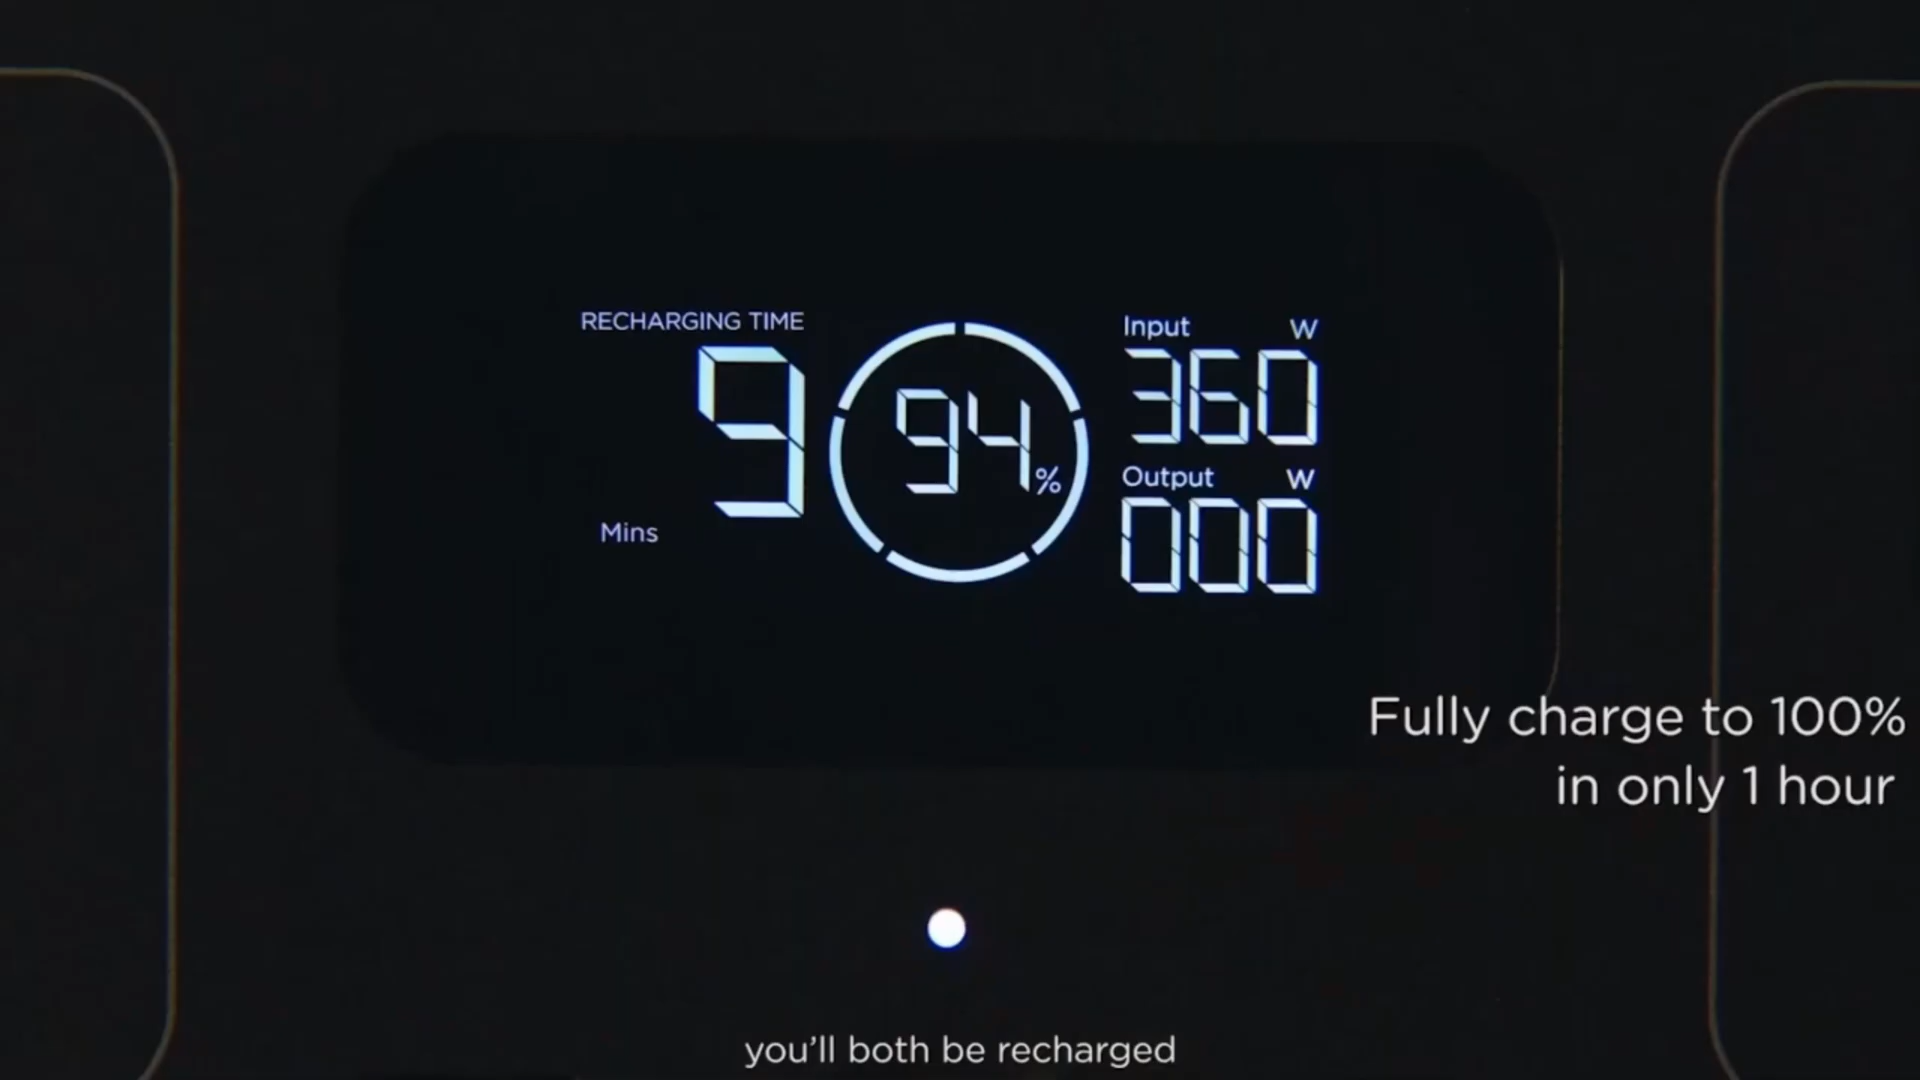 RECHARGING TIME
9
Mins
94%
Input W
360
Output W
000
Fully charge to 100%
in only 1 hour
you'll both be recharged